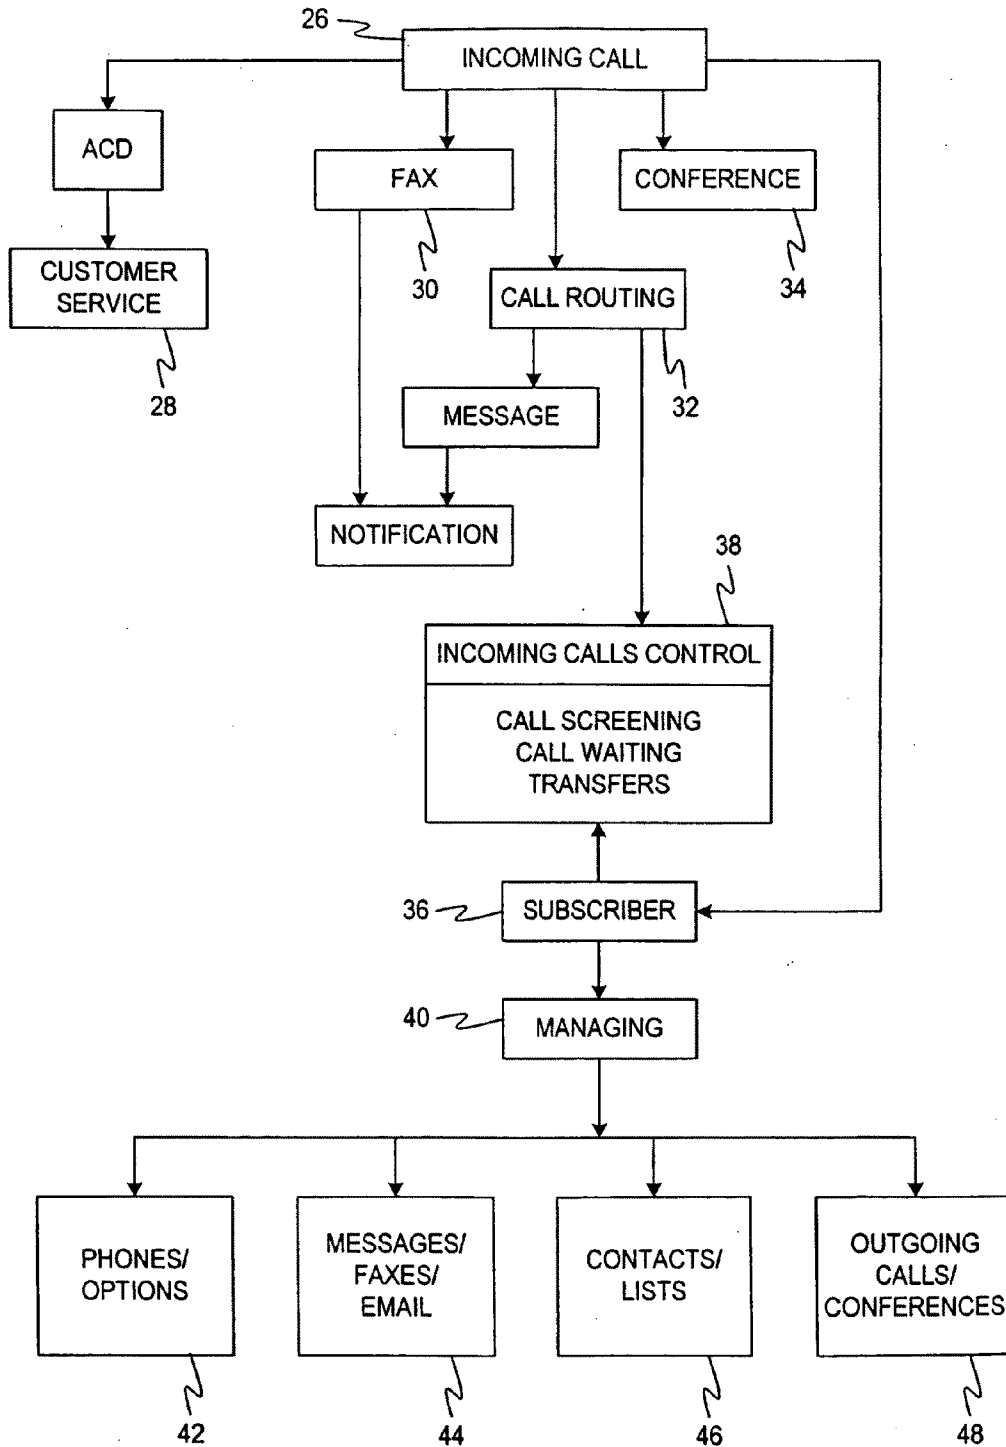 26
INCOMING CALL
ACD
FAX
CONFERENCE
CUSTOMER
SERVICE
30
34
CALL ROUTING
28
32
MESSAGE
NOTIFICATION
38
INCOMING CALLS CONTROL
CALL SCREENING
CALL WAITING
TRANSFERS
36
SUBSCRIBER
40
MANAGING
PHONES/
OPTIONS
MESSAGES/
FAXES/
EMAIL
CONTACTS/
LISTS
OUTGOING
CALLS/
CONFERENCES
42
44
46
48